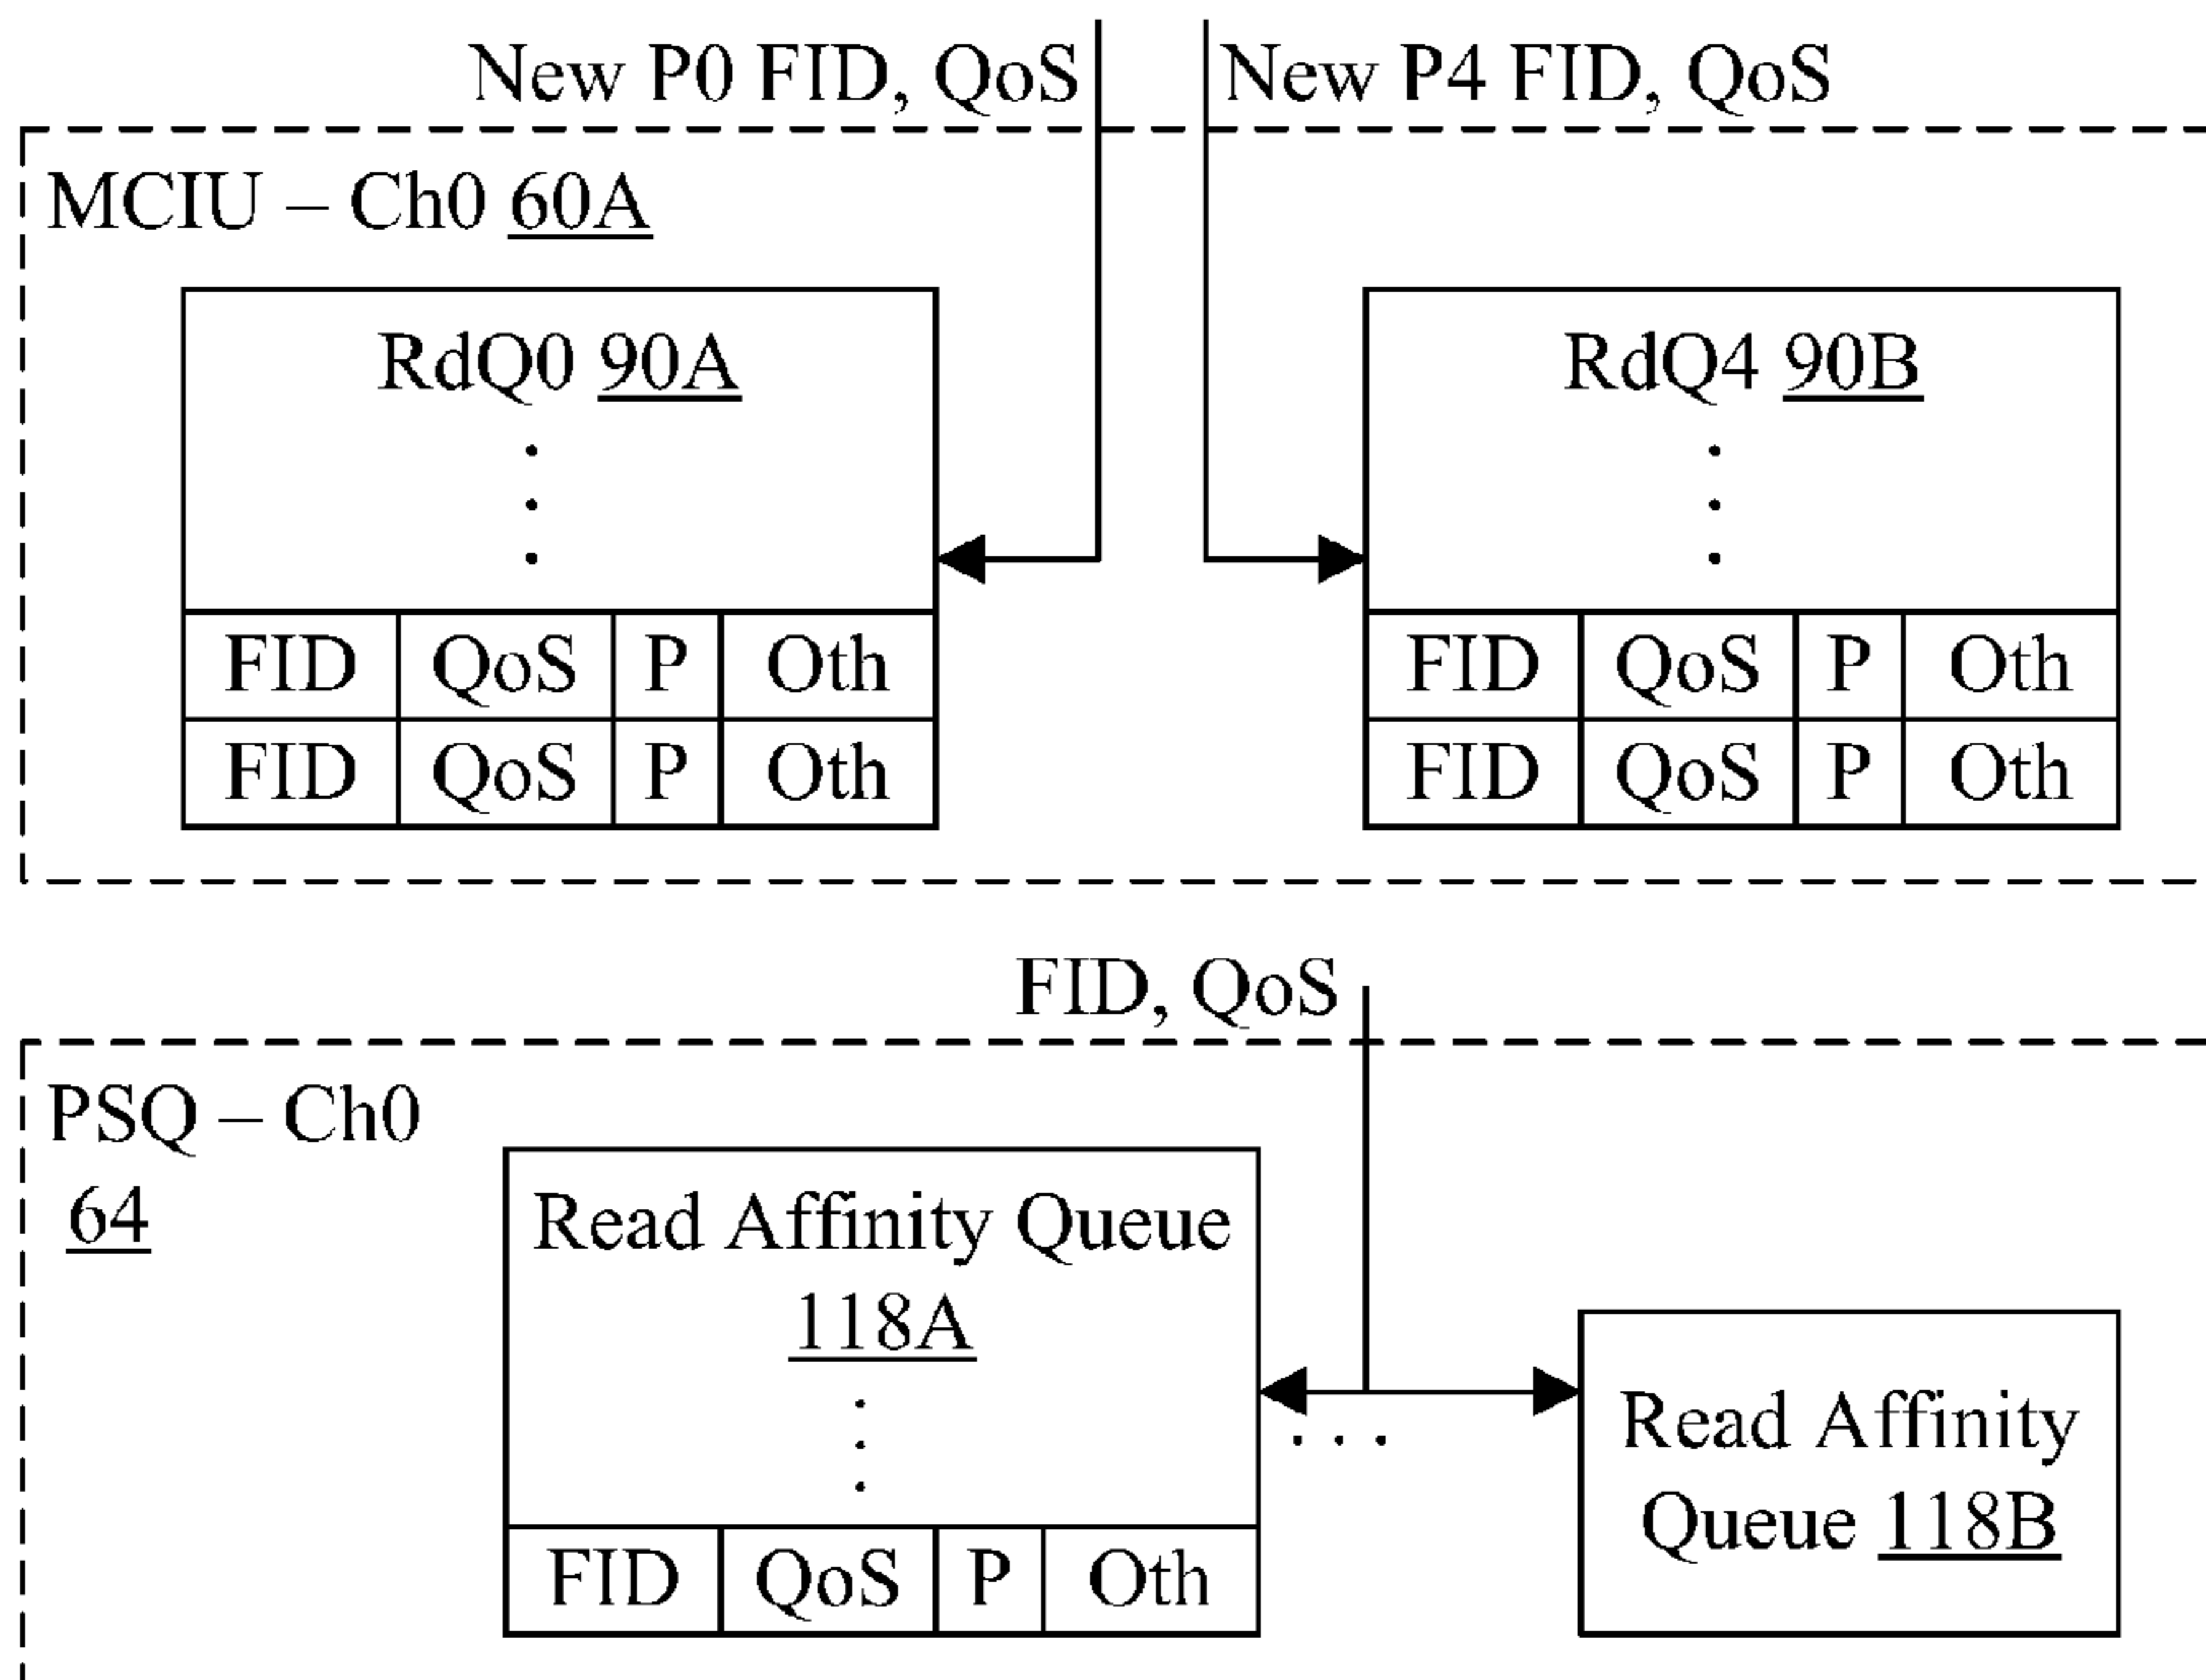 New P0 FID, QoS
New P4 FID, QoS
MCIU – Ch0 60A
RdQ0 90A
RdQ4 90B
FID QoS P Oth
FID QoS P Oth
FID QoS P Oth
FID QoS P Oth
FID, QoS
PSQ – Ch0
64
Read Affinity Queue
118A
. . .
Read Affinity
Queue 118B
FID QoS P Oth